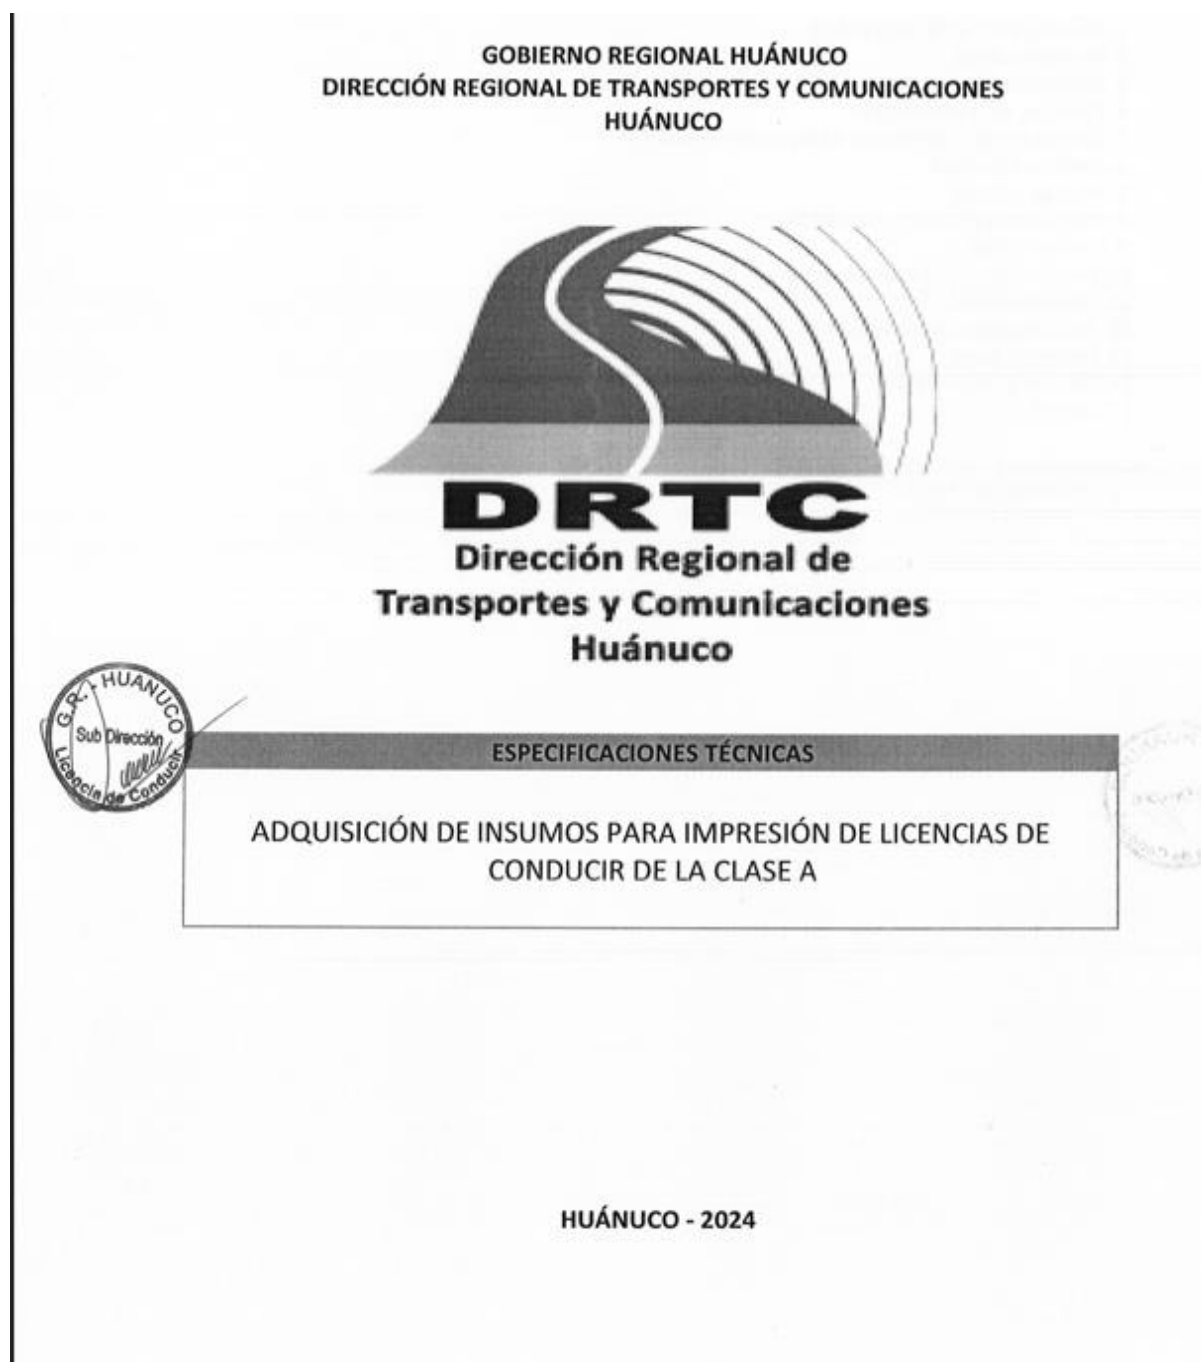 GOBIERNO REGIONAL HUÁNUCO
DIRECCIÓN REGIONAL DE TRANSPORTES Y COMUNICACIONES
HUÁNUCO
DRTC
Dirección Regional de
Transportes y Comunicaciones
Huánuco
G.R. - HUANUCO
Sub Dirección
Licencia de Conducir
ESPECIFICACIONES TÉCNICAS
ADQUISICIÓN DE INSUMOS PARA IMPRESIÓN DE LICENCIAS DE
CONDUCIR DE LA CLASE A
HUÁNUCO - 2024